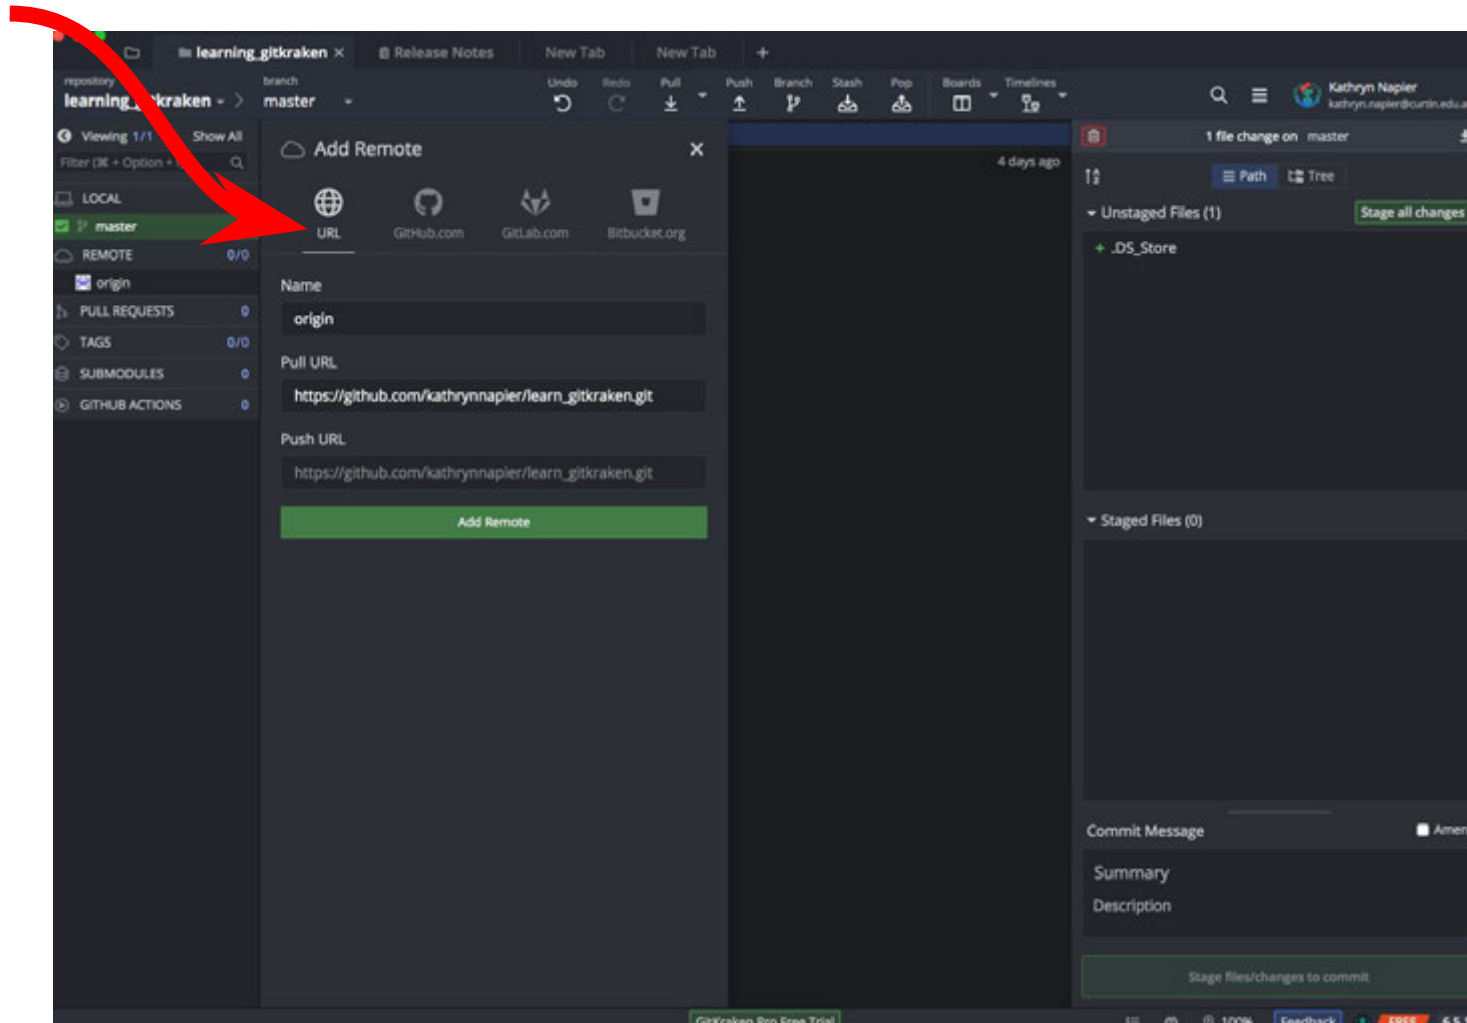 learning_gitkraken ×
Release Notes
New Tab
New Tab
+
repository
branch
master
Undo
Redo
Pull
Push
Branch
Stash
Pop
Boards
Timelines
Kathryn Napier
Viewing 1/1 Show All
Filter (⌘ + Option +
LOCAL
master
REMOTE 0/0
origin
PULL REQUESTS 0
TAGS 0/0
SUBMODULES 0
GITHUB ACTIONS 0
Add Remote
URL
GitHub.com
GitLab.com
Bitbucket.org
Name
origin
Pull URL
https://github.com/kathrynnapier/learn_gitkraken.git
Push URL
https://github.com/kathrynnapier/learn_gitkraken.git
Add Remote
4 days ago
1 file change on master
Path
Tree
Unstaged Files (1)
Stage all changes
+ .DS_Store
Staged Files (0)
Commit Message
Summary
Description
Stage files/changes to commit
GitKraken Pro Free Trial
100%
Feedback
FREE